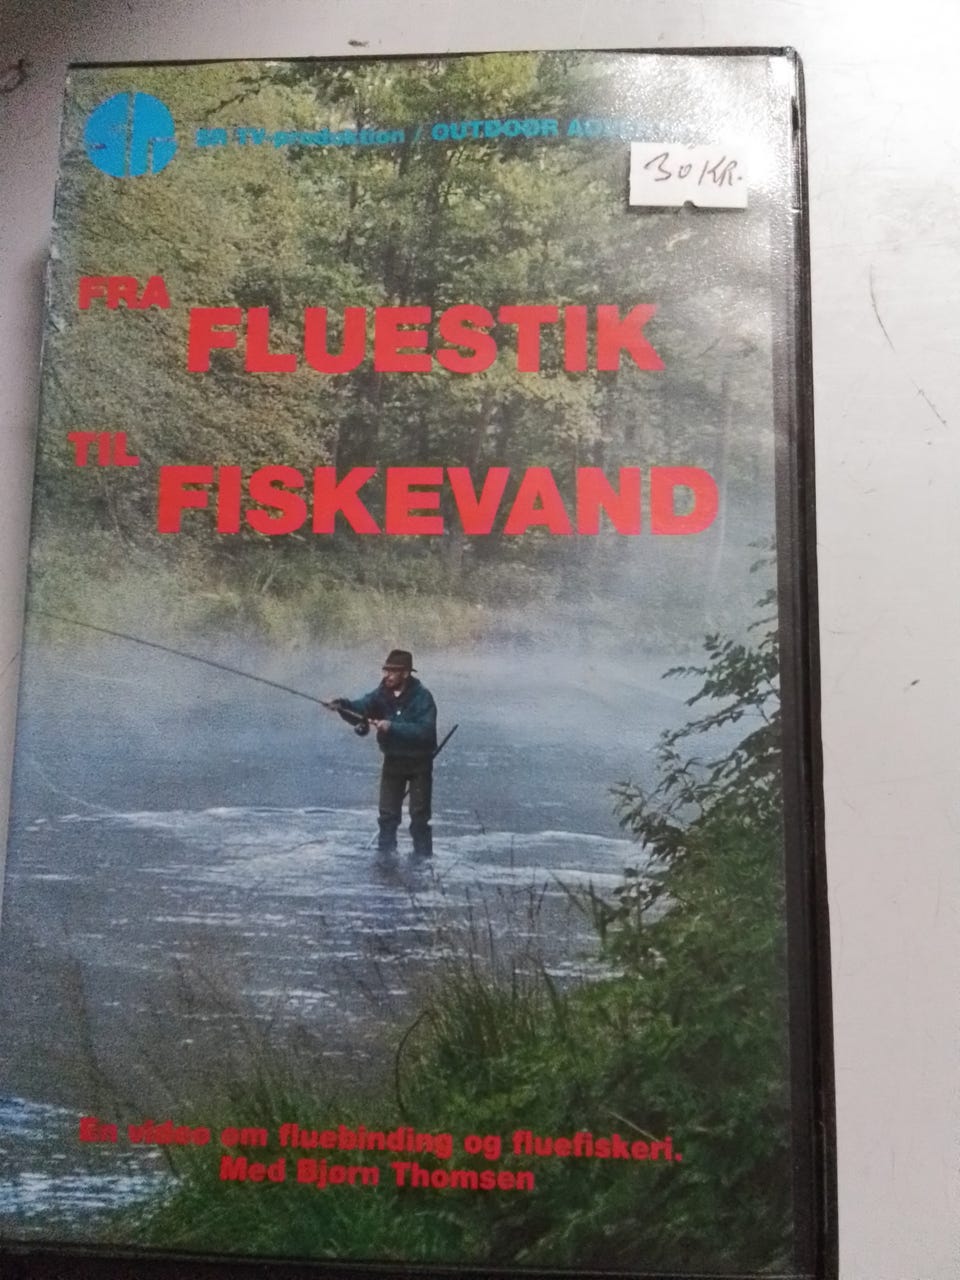 SR TV-produktion / OUTDOOR
30 KR.
FRA
FLUESTIK
TIL
FISKEVAND
En video om fluebinding og fluefiskeri.
Med Bjørn Thomsen